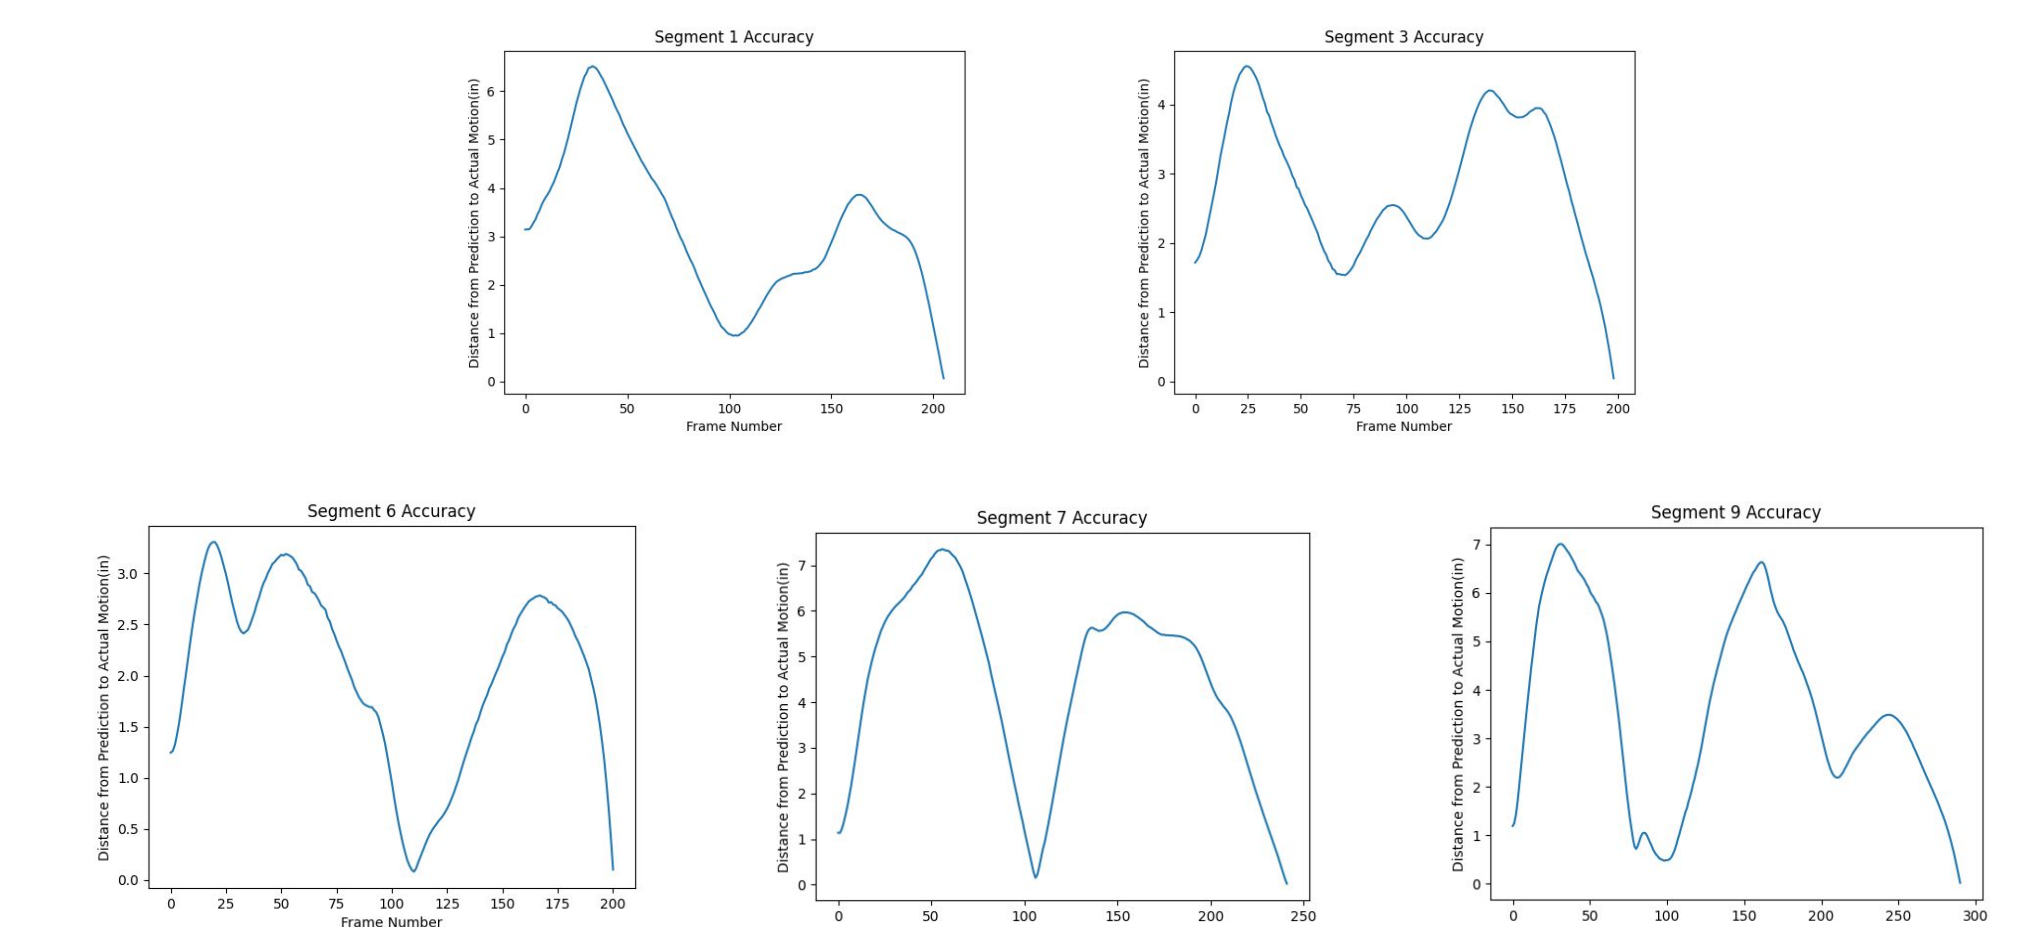 Segment 1 Accuracy
Distance from Prediction to Actual Motion(in)
6
5
4
3
2
1
0
0 50 100 150 200
Frame Number
Segment 3 Accuracy
Distance from Prediction to Actual Motion(in)
4
3
2
1
0
0 25 50 75 100 125 150 175 200
Frame Number
Segment 6 Accuracy
Distance from Prediction to Actual Motion(in)
3.0
2.5
2.0
1.5
1.0
0.5
0.0
0 25 50 75 100 125 150 175 200
Frame Number
Segment 7 Accuracy
Distance from Prediction to Actual Motion(in)
7
6
5
4
3
2
1
0
0 50 100 150 200 250
Segment 9 Accuracy
Distance from Prediction to Actual Motion(in)
7
6
5
4
3
2
1
0
0 50 100 150 200 250 300